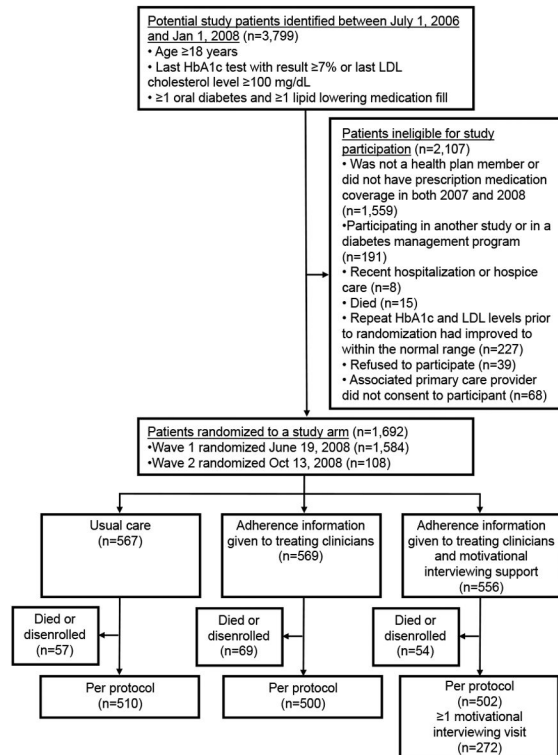 Potential study patients identified between July 1, 2006
and Jan 1, 2008 (n=3,799)
• Age ≥18 years
• Last HbA1c test with result ≥7% or last LDL
cholesterol level ≥100 mg/dL
• ≥1 oral diabetes and ≥1 lipid lowering medication fill
Patients ineligible for study
participation (n=2,107)
• Was not a health plan member or
did not have prescription medication
coverage in both 2007 and 2008
(n=1,559)
•Participating in another study or in a
diabetes management program
(n=191)
• Recent hospitalization or hospice
care (n=8)
• Died (n=15)
• Repeat HbA1c and LDL levels prior
to randomization had improved to
within the normal range (n=227)
• Refused to participate (n=39)
• Associated primary care provider
did not consent to participant (n=68)
Patients randomized to a study arm (n=1,692)
•Wave 1 randomized June 19, 2008 (n=1,584)
•Wave 2 randomized Oct 13, 2008 (n=108)
Usual care
(n=567)
Adherence information
given to treating clinicians
(n=569)
Adherence information
given to treating clinicians
and motivational
interviewing support
(n=556)
Died or
disenrolled
(n=57)
Died or
disenrolled
(n=69)
Died or
disenrolled
(n=54)
Per protocol
(n=510)
Per protocol
(n=500)
Per protocol
(n=502)
≥1 motivational
interviewing visit
(n=272)